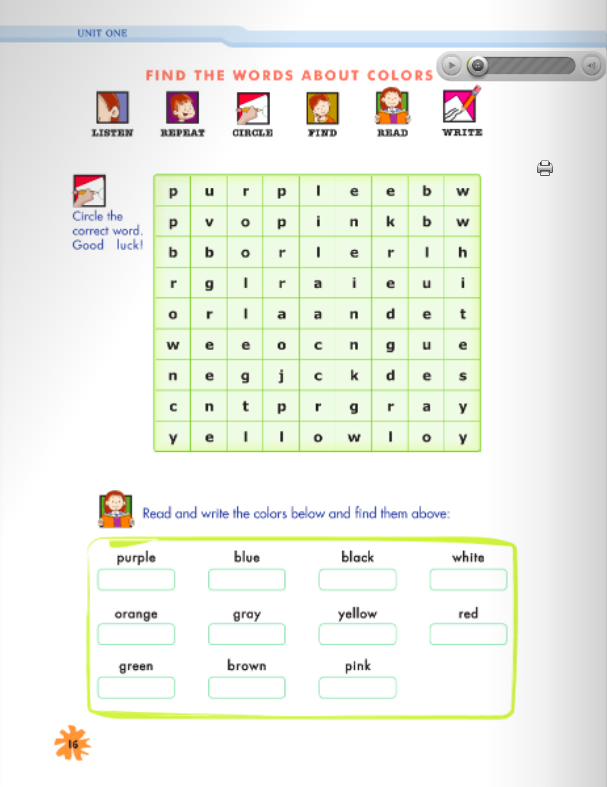 UNIT ONE
FIND THE WORDS ABOUT COLORS
LISTEN REPEAT CIRCLE FIND READ WRITE
Circle the
correct word.
Good luck!
p u r p l e e b w
p v o p i n k b w
b b o r l e r l h
r g l r a i e u i
o r l a a n d e t
w e e o c n g u e
n e g j c k d e s
c n t p r g r a y
y e l l o w l o y
Read and write the colors below and find them above:
purple blue black white
orange gray yellow red
green brown pink
16